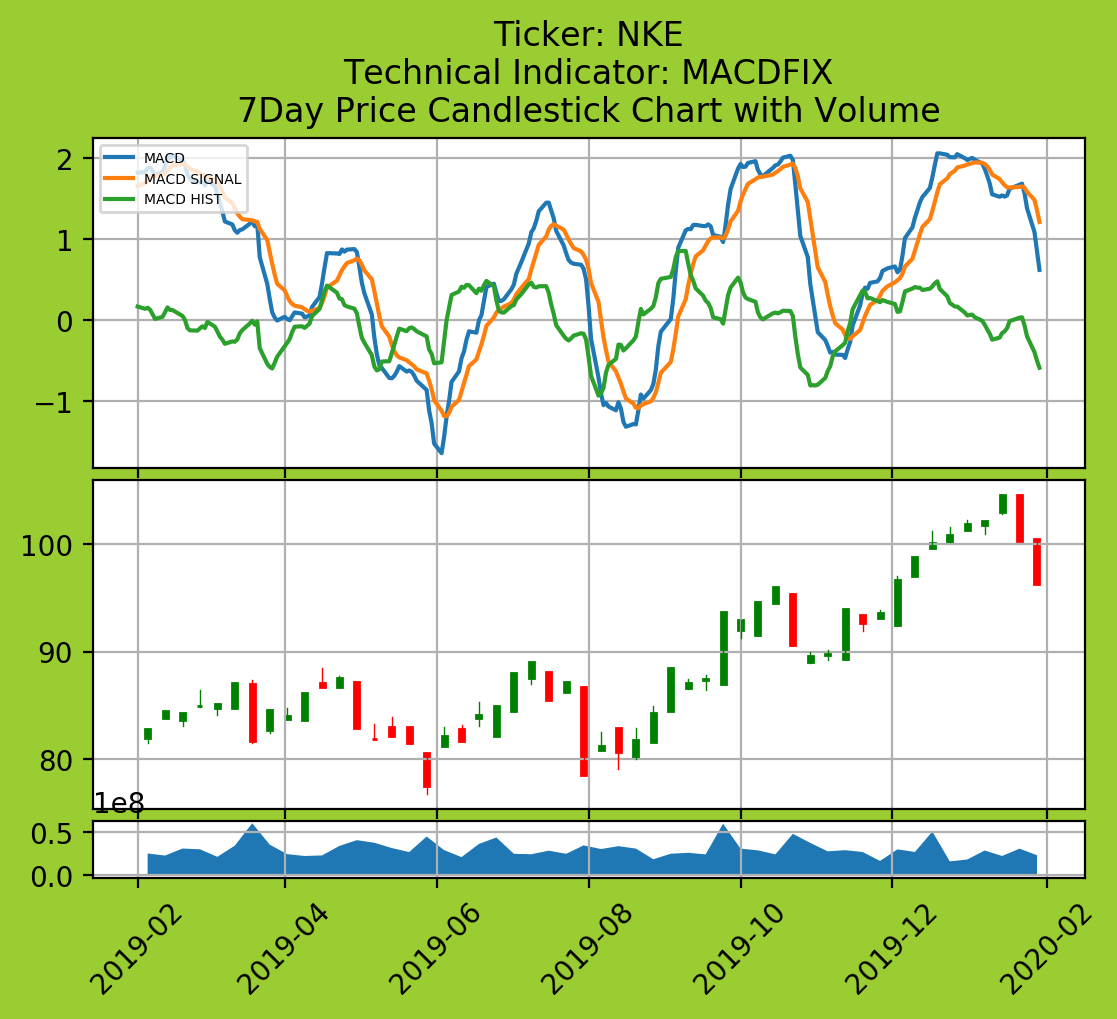 Ticker: NKE
Technical Indicator: MACDFIX
7Day Price Candlestick Chart with Volume
MACD
MACD SIGNAL
MACD HIST
2
1
0
−1
100
90
80
1e8
0.5
0.0
2019-02
2019-04
2019-06
2019-08
2019-10
2019-12
2020-02